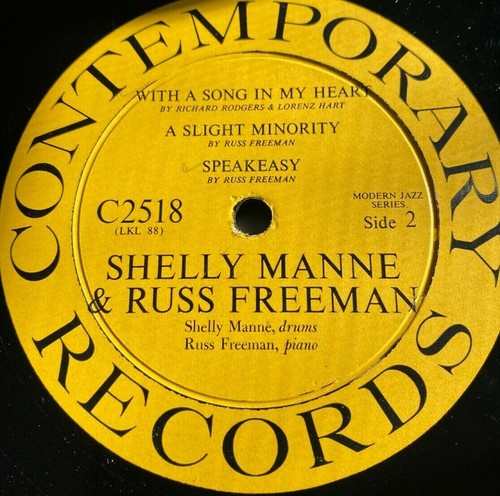 CONTEMPORARY
WITH A SONG IN MY HEART
BY RICHARD RODGERS & LORENZ HART
A SLIGHT MINORITY
BY RUSS FREEMAN
SPEAKEASY
BY RUSS FREEMAN
C2518
(LKL 88)
MODERN JAZZ
SERIES
Side 2
SHELLY MANNE
& RUSS FREEMAN
Shelly Manne, drums
Russ Freeman, piano
RECORDS